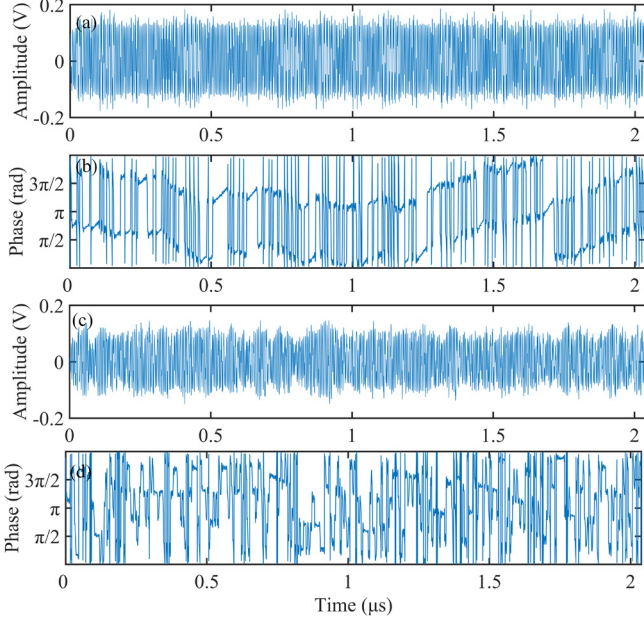 0.2
(a)
Amplitude (V)
0
-0.2
0 0.5 1 1.5 2
(b)
3π/2
Phase (rad)
π
π/2
0 0.5 1 1.5 2
0.2
(c)
Amplitude (V)
0
-0.2
0 0.5 1 1.5 2
(d)
3π/2
Phase (rad)
π
π/2
0 0.5 1 1.5 2
Time (μs)